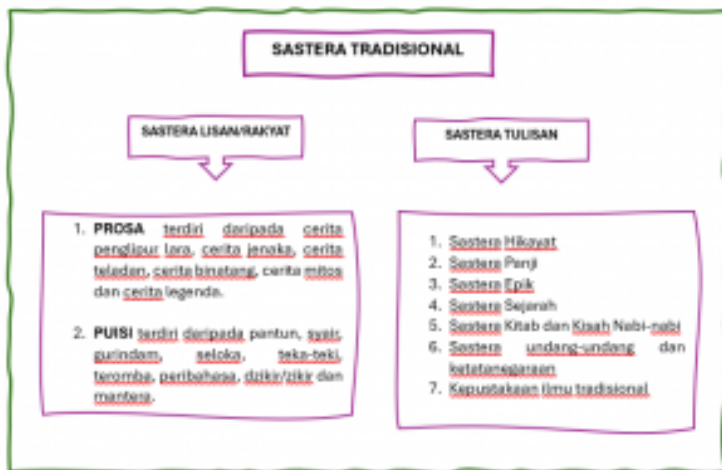 SASTERA TRADISIONAL
SASTERA LISAN/RAKYAT
1. PROSA terdiri daripada cerita
penglipur lara, cerita jenaka, cerita
teladan, cerita binatang, cerita mitos
dan cerita legenda.
2. PUISI terdiri daripada pantun, syair,
gurindam, seloka, teka-teki,
teromba, peribahasa, dzikir/zikir dan
mantera.
SASTERA TULISAN
1. Sastera Hikayat
2. Sastera Panji
3. Sastera Epik
4. Sastera Sejarah
5. Sastera Kitab dan Kisah Nabi-nabi
6. Sastera undang-undang dan
ketatanegaraan
7. Kepustakaan ilmu tradisional